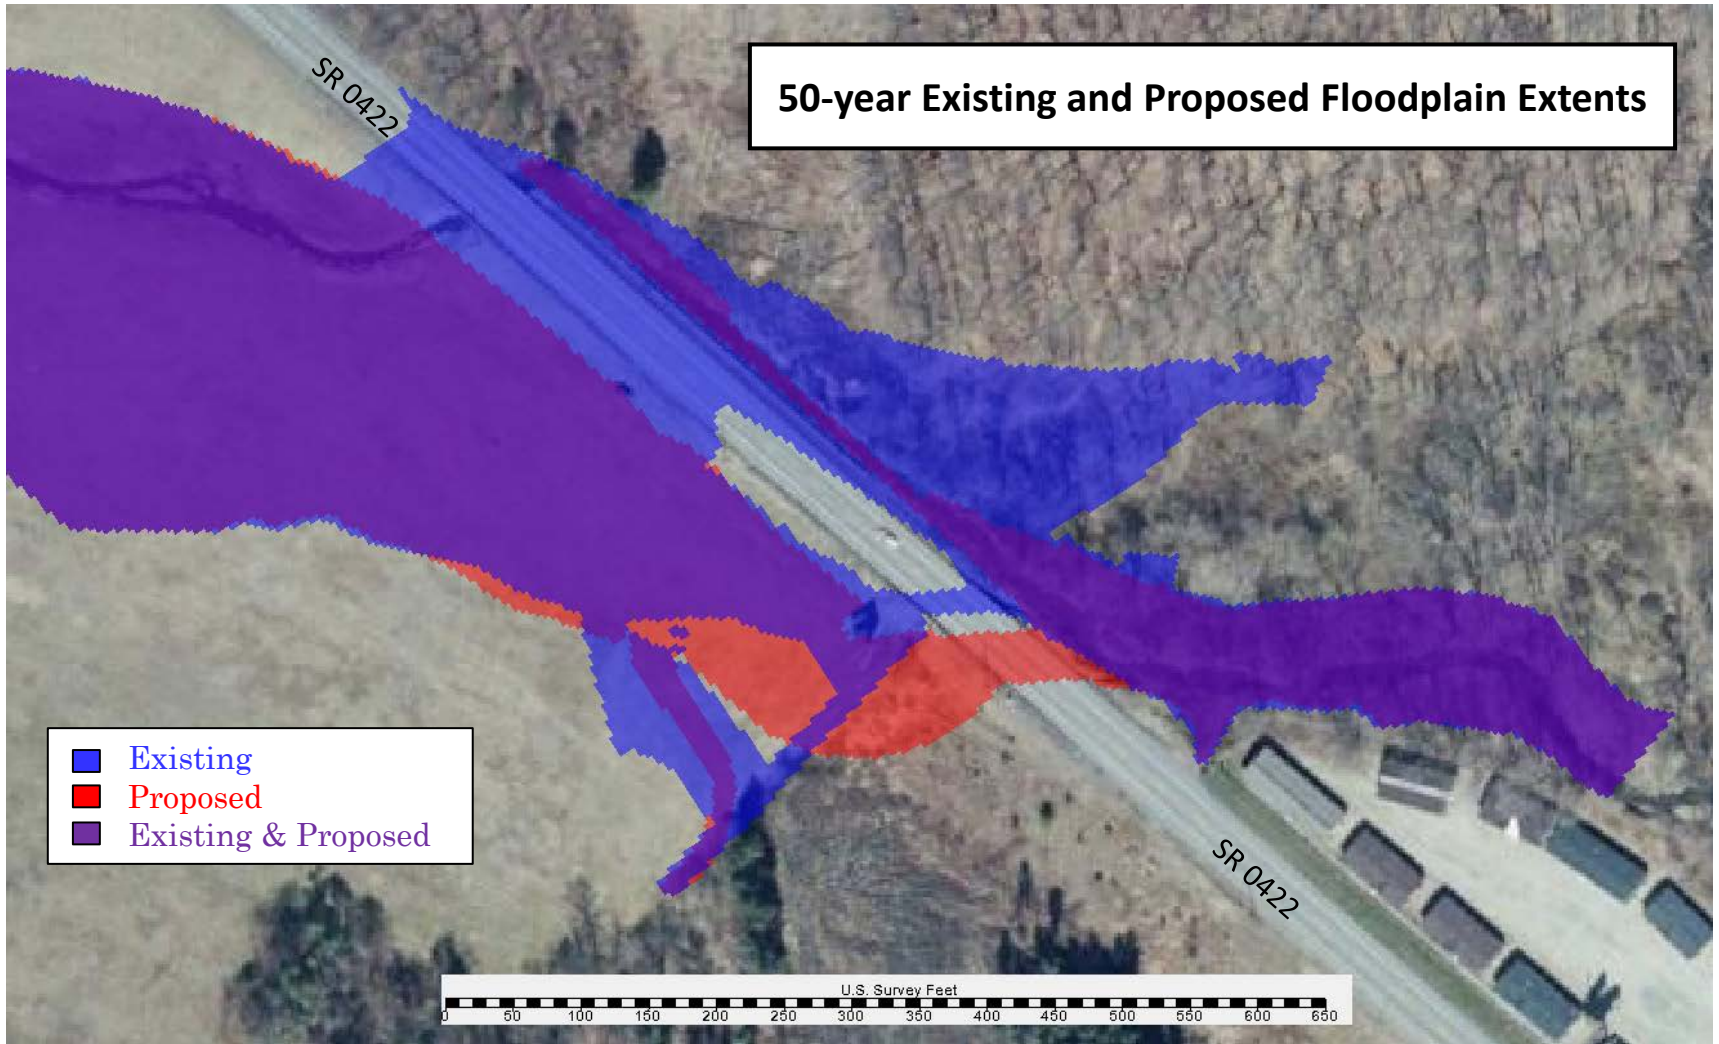 50-year Existing and Proposed Floodplain Extents
SR 0422
Existing
Proposed
Existing & Proposed
SR 0422
U.S. Survey Feet
0 50 100 150 200 250 300 350 400 450 500 550 600 650